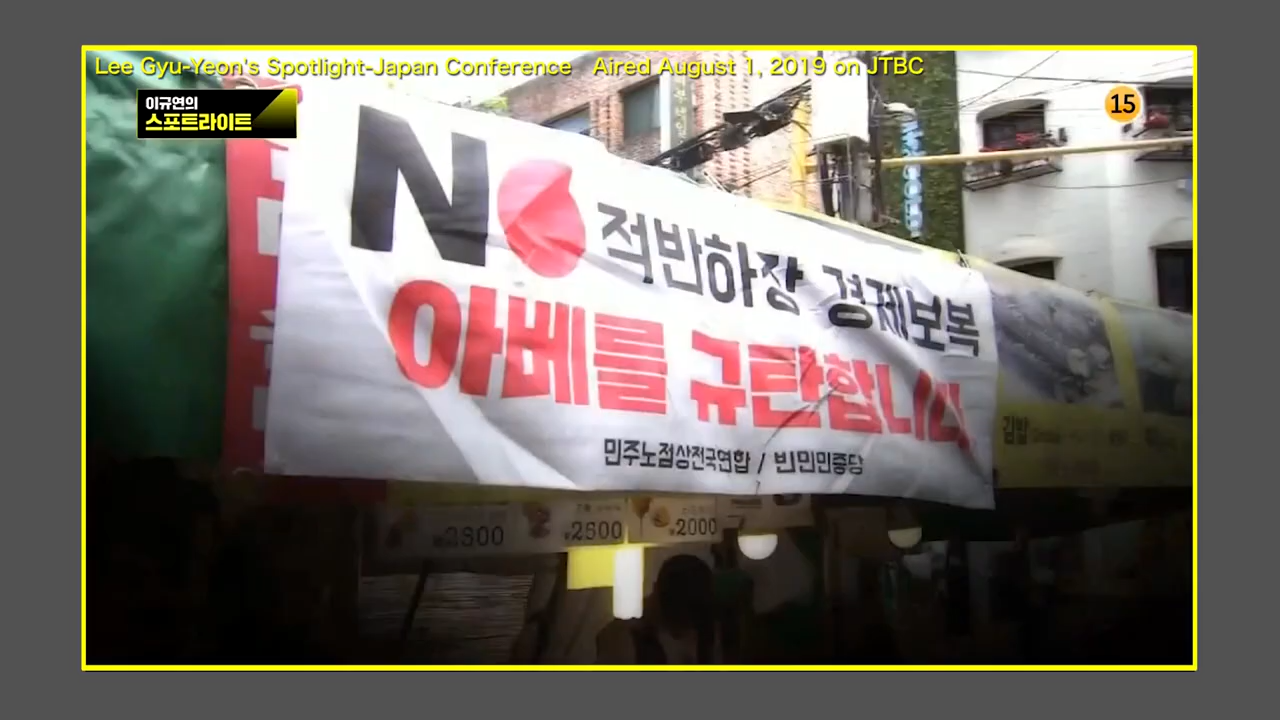 Lee Gyu-Yeon's Spotlight-Japan Conference Aired August 1, 2019 on JTBC
이규연의
스포트라이트
15
NO 적반하장 경제보복
아베를 규탄합니다.
민주노점상전국연합 / 빈민민중당
김밥
2800
₩2500
₩2000